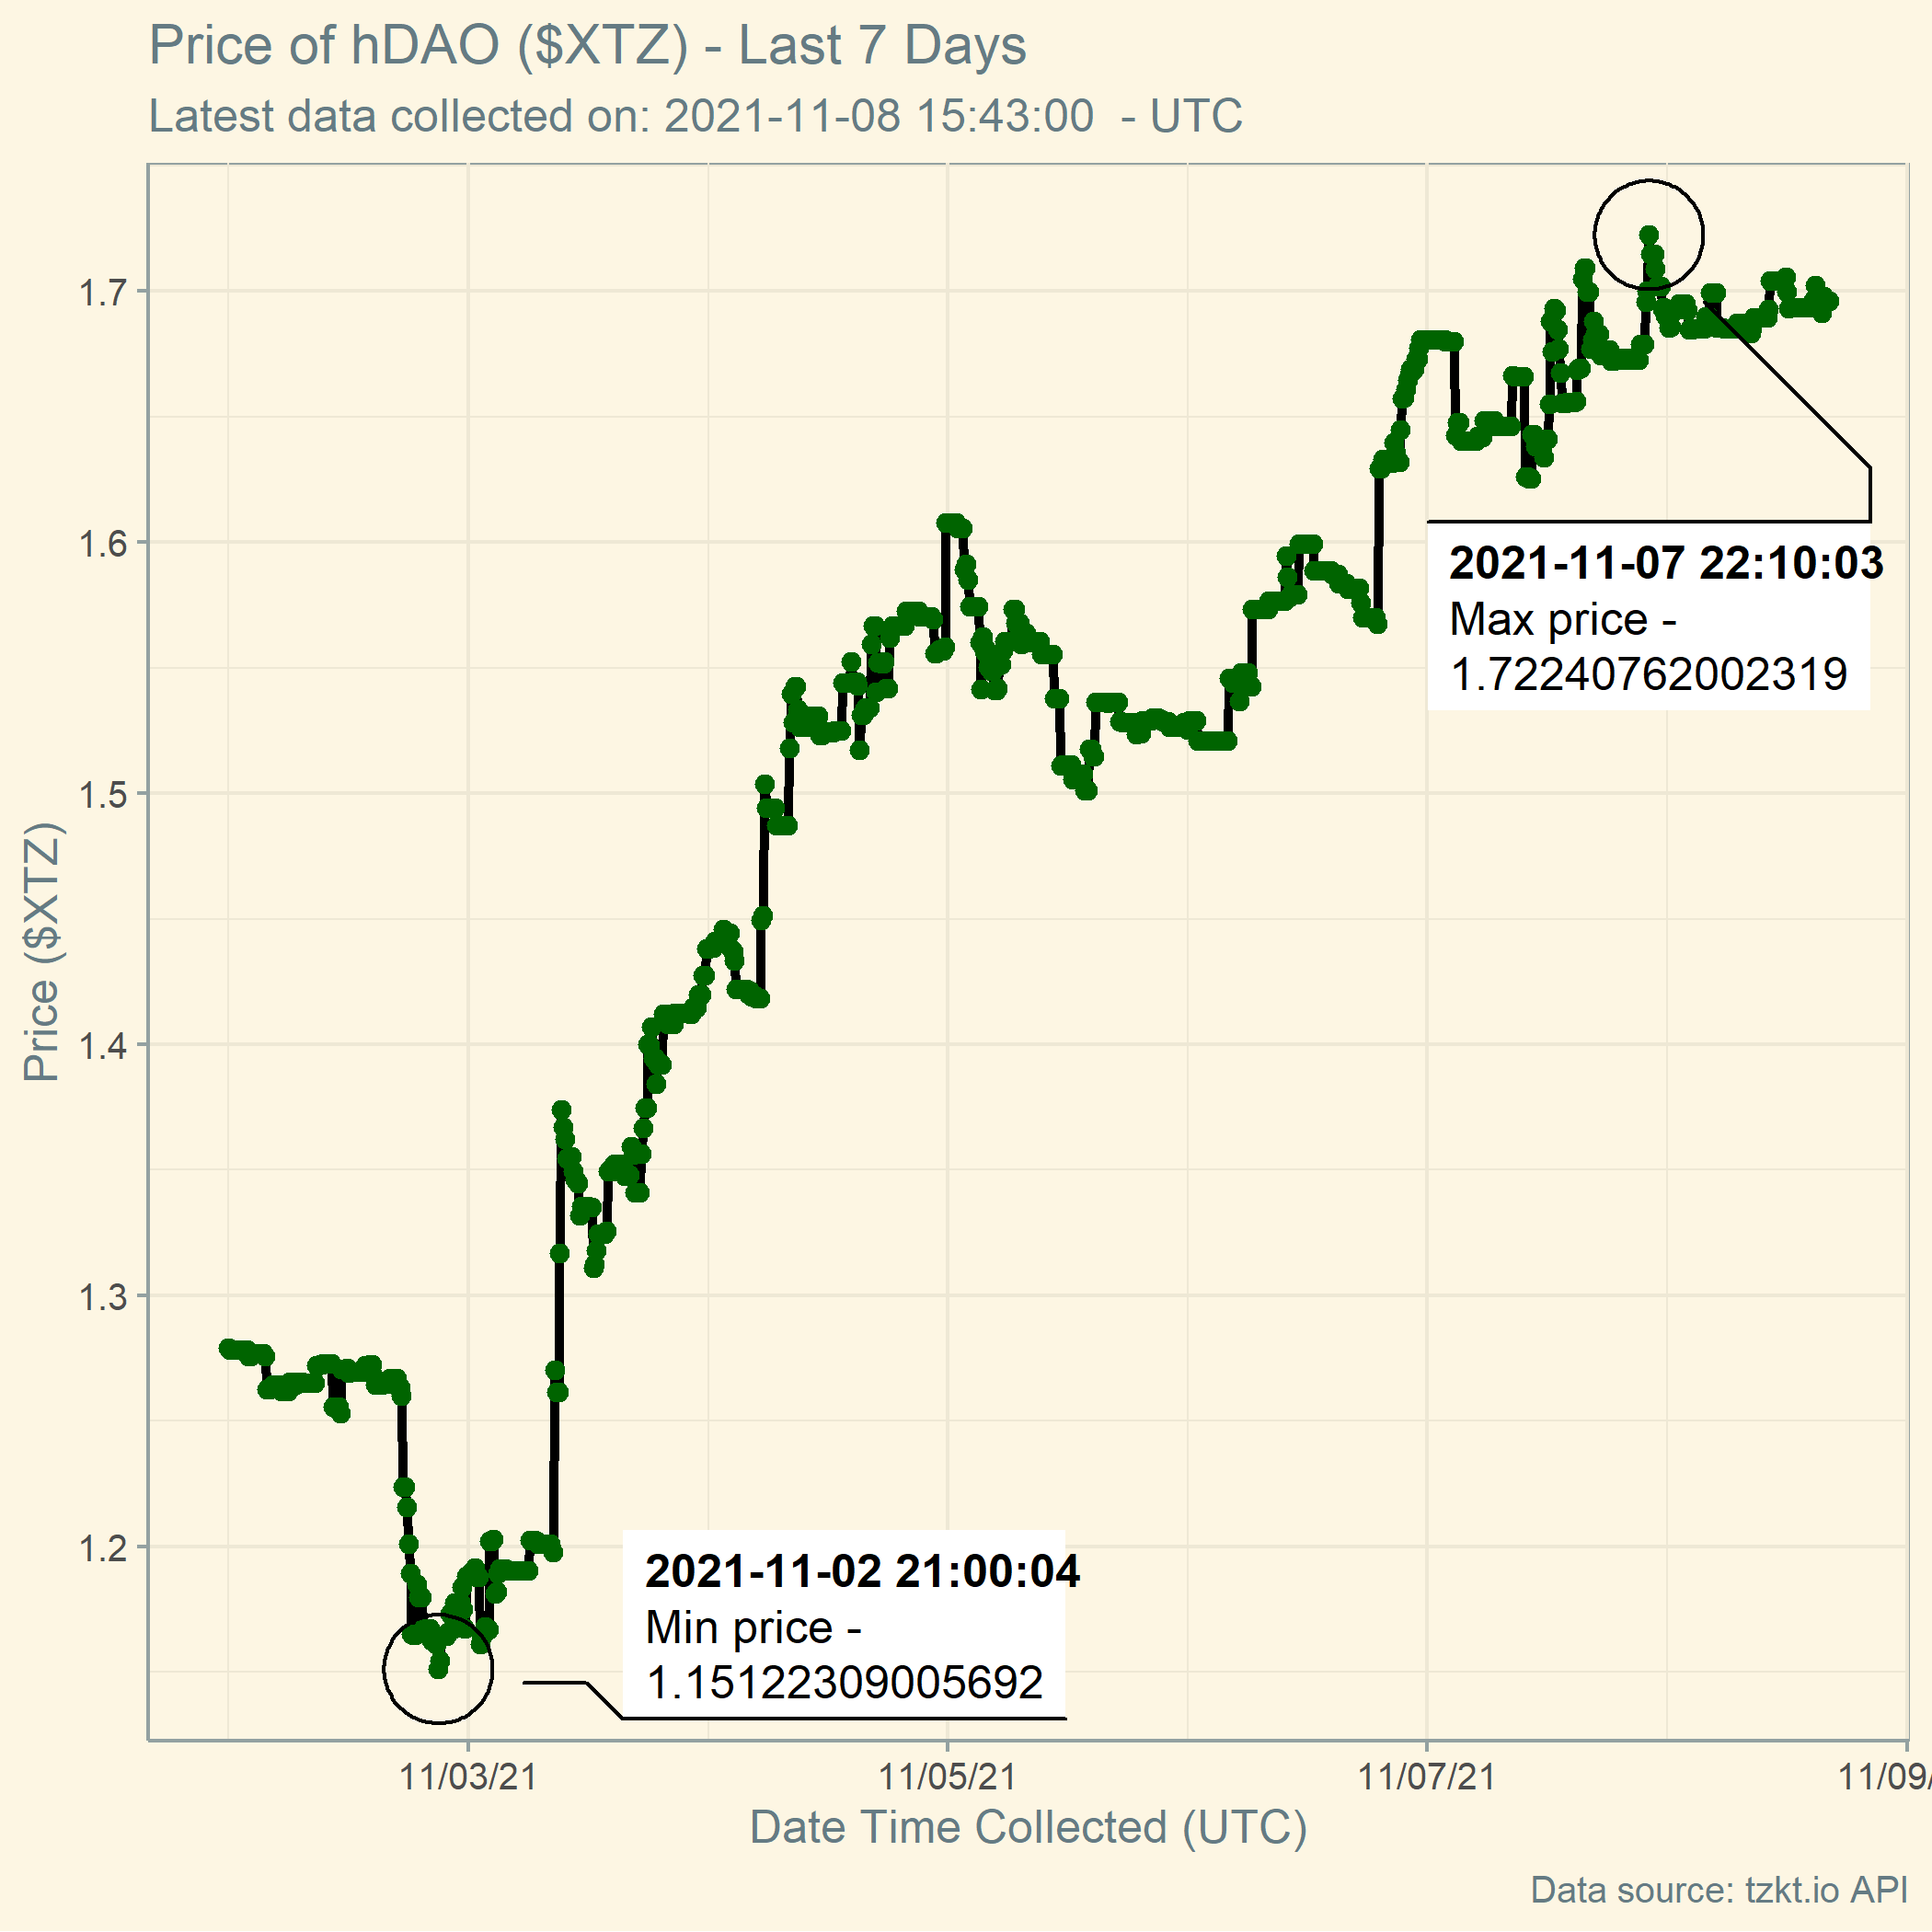 Price of hDAO ($XTZ) - Last 7 Days
Latest data collected on: 2021-11-08 15:43:00  - UTC
Price ($XTZ)
1.7
1.6
1.5
1.4
1.3
1.2
2021-11-07 22:10:03
Max price -
1.72240762002319
2021-11-02 21:00:04
Min price -
1.15122309005692
11/03/21
11/05/21
11/07/21
11/09/
Date Time Collected (UTC)
Data source: tzkt.io API